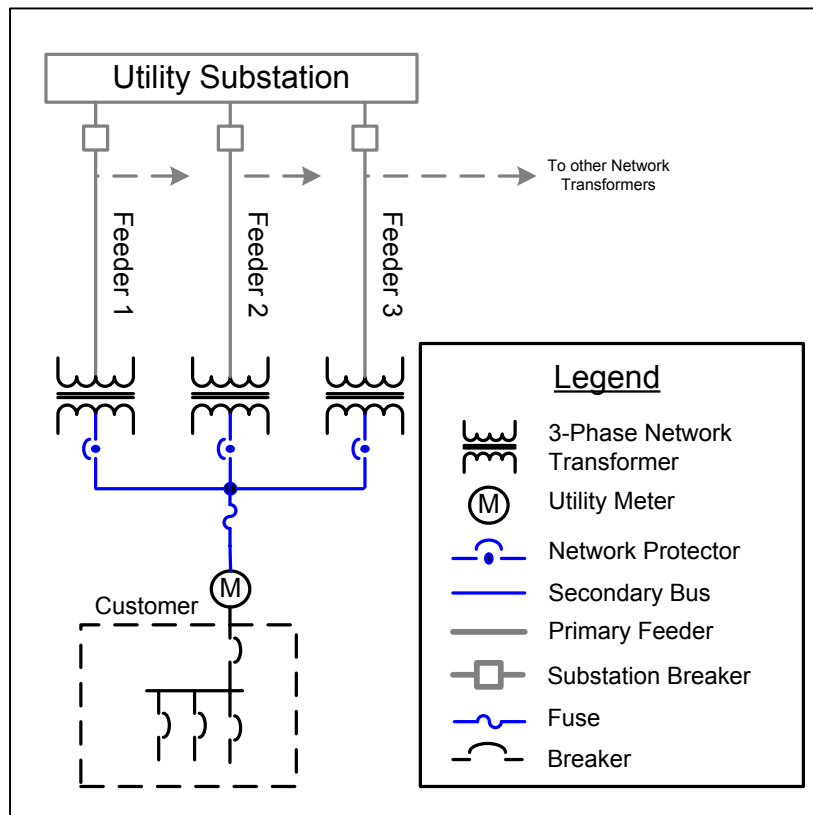 Utility Substation
To other Network
Transformers
Feeder 1
Feeder 2
Feeder 3
Legend
3-Phase Network
Transformer
M
Utility Meter
Network Protector
Secondary Bus
Primary Feeder
Substation Breaker
Fuse
Breaker
M
Customer